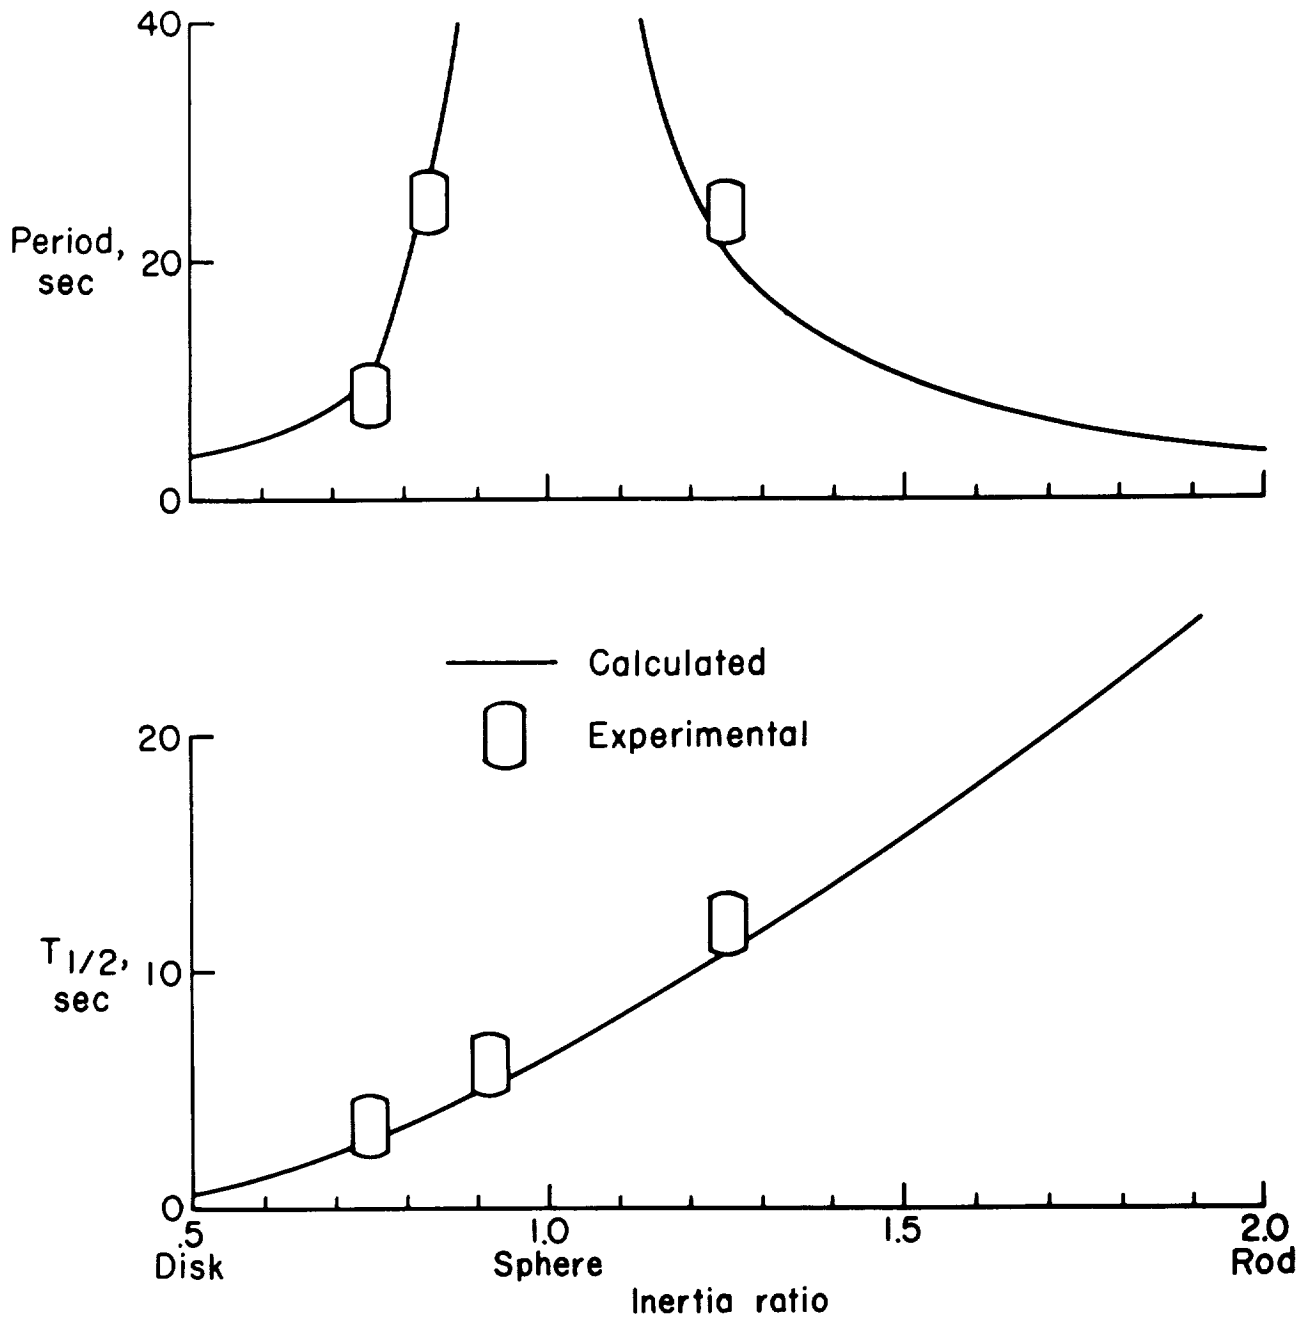 40
Period,
sec
20
0
Calculated
Experimental
20
T1/2,
sec
10
0
.5 1.0 1.5 2.0
Disk Sphere Rod
Inertia ratio